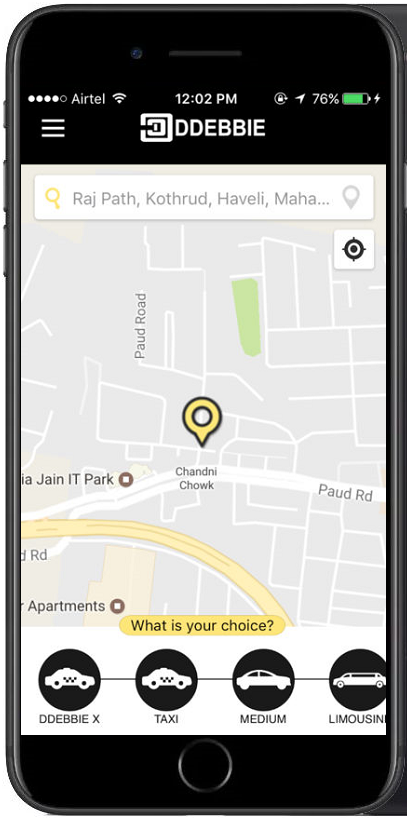 Airtel 12:02 PM 76%
DDEBBIE
Raj Path, Kothrud, Haveli, Maha...
Paud Road
Chandni
Chowk
ia Jain IT Park
Paud Rd
d Rd
r Apartments
What is your choice?
DDEBBIE X TAXI MEDIUM LIMOUSIN